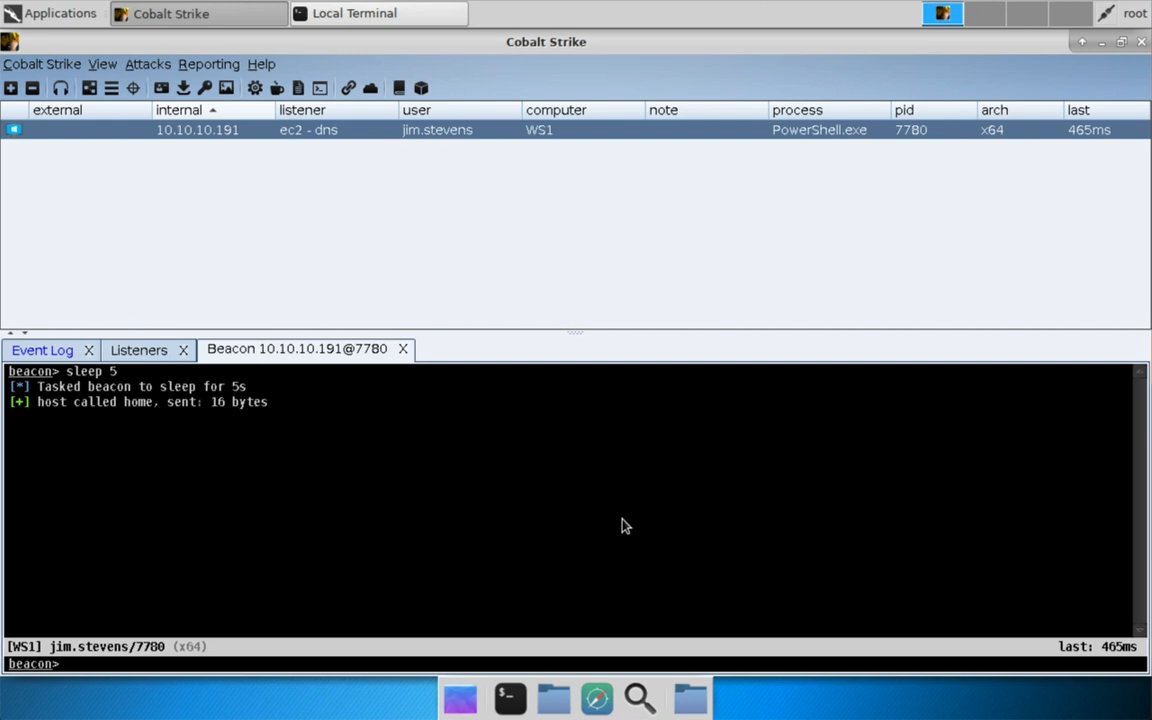 Applications Cobalt Strike Local Terminal root
Cobalt Strike
Cobalt Strike View Attacks Reporting Help
external internal listener user computer note process pid arch last
10.10.10.191 ec2 - dns jim.stevens WS1 PowerShell.exe 7780 x64 465ms
Event Log X Listeners X Beacon 10.10.10.191@7780 X
beacon> sleep 5
[*] Tasked beacon to sleep for 5s
[+] host called home, sent: 16 bytes
[WS1] jim.stevens/7780 (x64) last: 465ms
beacon>
$_